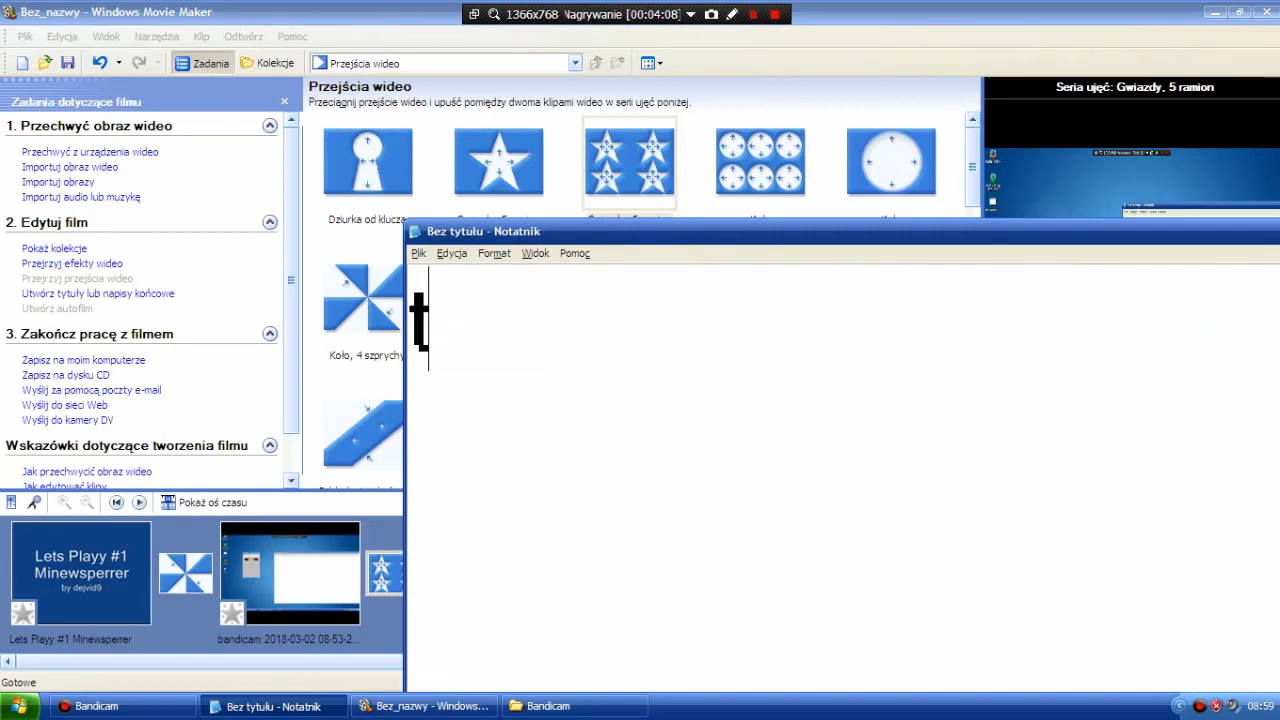 Bez_nazwy - Windows Movie Maker
1366x768 Nagrywanie [00:04:08]
Plik Edycja Widok Narzędzia Klip Odtwórz Pomoc
Zadania Kolekcje Przejścia wideo
Zadania dotyczące filmu
1. Przechwyć obraz wideo
Przechwyć z urządzenia wideo
Importuj obraz wideo
Importuj obrazy
Importuj audio lub muzykę
2. Edytuj film
Pokaż kolekcje
Przejrzyj efekty wideo
Przejrzyj przejścia wideo
Utwórz tytuły lub napisy końcowe
Utwórz autofilm
3. Zakończ pracę z filmem
Zapisz na moim komputerze
Zapisz na dysku CD
Wyślij za pomocą poczty e-mail
Wyślij do sieci Web
Wyślij do kamery DV
Wskazówki dotyczące tworzenia filmu
Jak przechwycić obraz wideo
Jak edytować klipy
Przejścia wideo
Przeciągnij przejście wideo i upuść pomiędzy dwoma klipami wideo w serii ujęć poniżej.
Dziurka od klucza
Koło, 4 szprychy
Seria ujęć: Gwiazdy, 5 ramion
Bez tytułu - Notatnik
Plik Edycja Format Widok Pomoc
t
Pokaż oś czasu
Lets Playy #1
Minewsperrer
by dejvid9
Lets Playy #1 Minewsperrer
bandicam 2018-03-02 08-53-2...
Gotowe
Bandicam
Bez tytułu - Notatnik
Bez_nazwy - Windows...
Bandicam
08:59